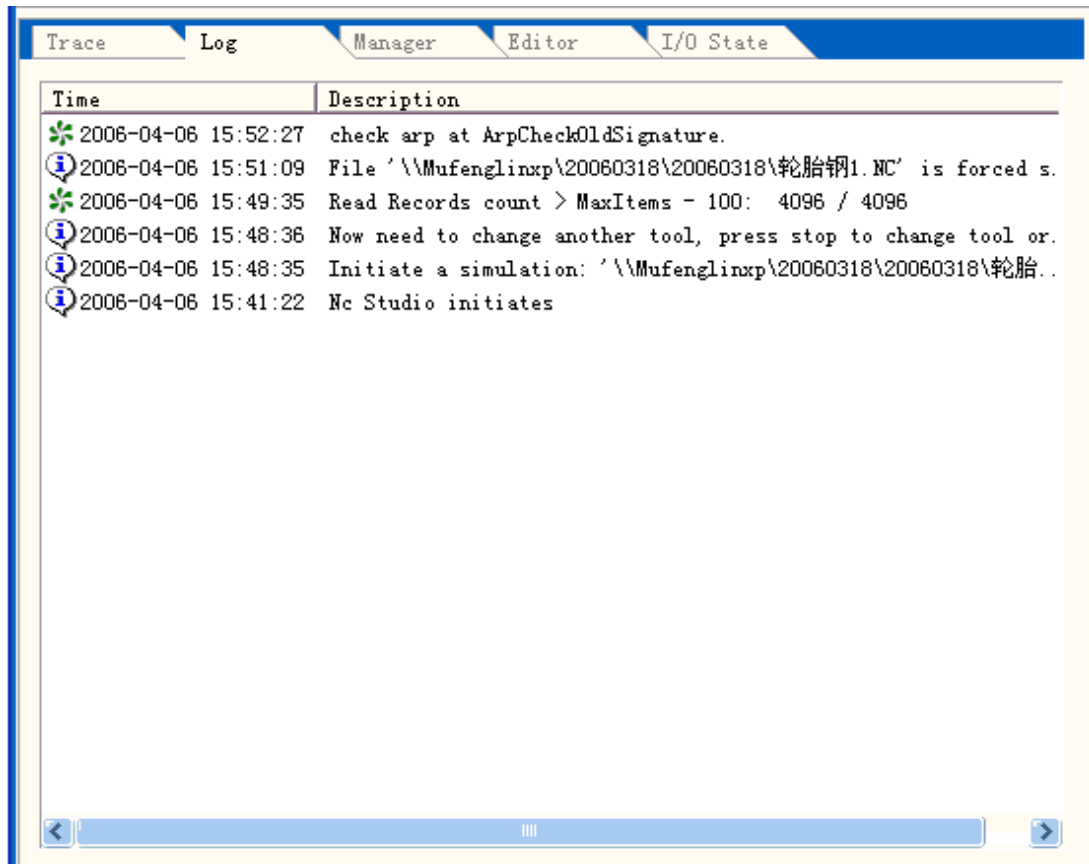 Trace Log Manager Editor I/O State
Time Description
2006-04-06 15:52:27 check arp at ArpCheckOldSignature.
2006-04-06 15:51:09 File '\\Mufenglinxp\20060318\20060318\轮胎钢1.NC' is forced s.
2006-04-06 15:49:35 Read Records count > MaxItems - 100: 4096 / 4096
2006-04-06 15:48:36 Now need to change another tool, press stop to change tool or.
2006-04-06 15:48:35 Initiate a simulation: '\\Mufenglinxp\20060318\20060318\轮胎..
2006-04-06 15:41:22 Nc Studio initiates